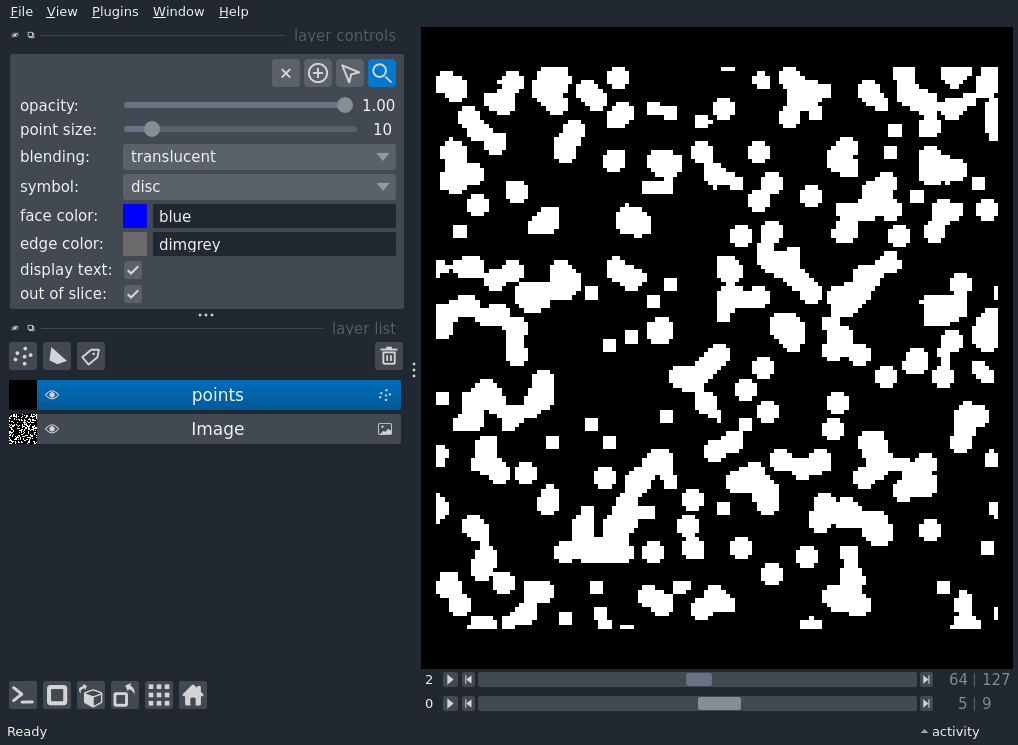 File View Plugins Window Help
layer controls
opacity: 1.00
point size: 10
blending: translucent
symbol: disc
face color: blue
edge color: dimgrey
display text:
out of slice:
layer list
points
Image
2 64 | 127
0 5 | 9
Ready activity